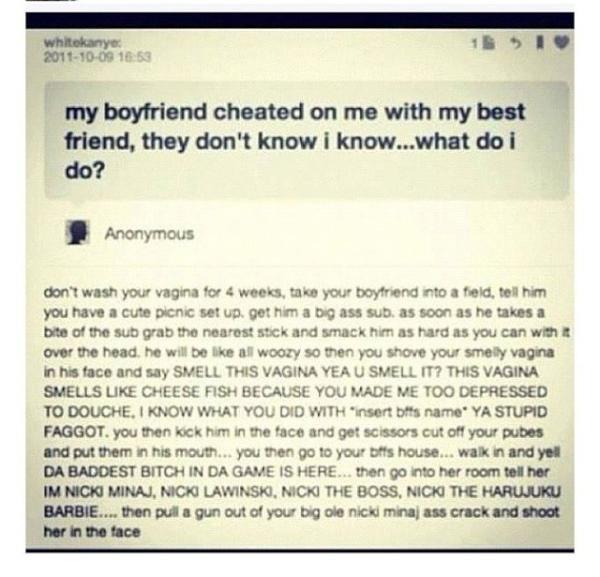 whitekanye:
2011-10-09 16:53
1
my boyfriend cheated on me with my best
friend, they don't know i know...what do i
do?
Anonymous
don't wash your vagina for 4 weeks, take your boyfriend into a field, tell him
you have a cute picnic set up. get him a big ass sub. as soon as he takes a
bite of the sub grab the nearest stick and smack him as hard as you can with it
over the head. he will be like all woozy so then you shove your smelly vagina
in his face and say SMELL THIS VAGINA YEA U SMELL IT? THIS VAGINA
SMELLS LIKE CHEESE FISH BECAUSE YOU MADE ME TOO DEPRESSED
TO DOUCHE, I KNOW WHAT YOU DID WITH *insert bffs name* YA STUPID
FAGGOT. you then kick him in the face and get scissors cut off your pubes
and put them in his mouth... you then go to your bffs house... walk in and yell
DA BADDEST BITCH IN DA GAME IS HERE... then go into her room tell her
IM NICKI MINAJ, NICKI LAWINSKI, NICKI THE BOSS, NICKI THE HARUJUKU
BARBIE.... then pull a gun out of your big ole nicki minaj ass crack and shoot
her in the face